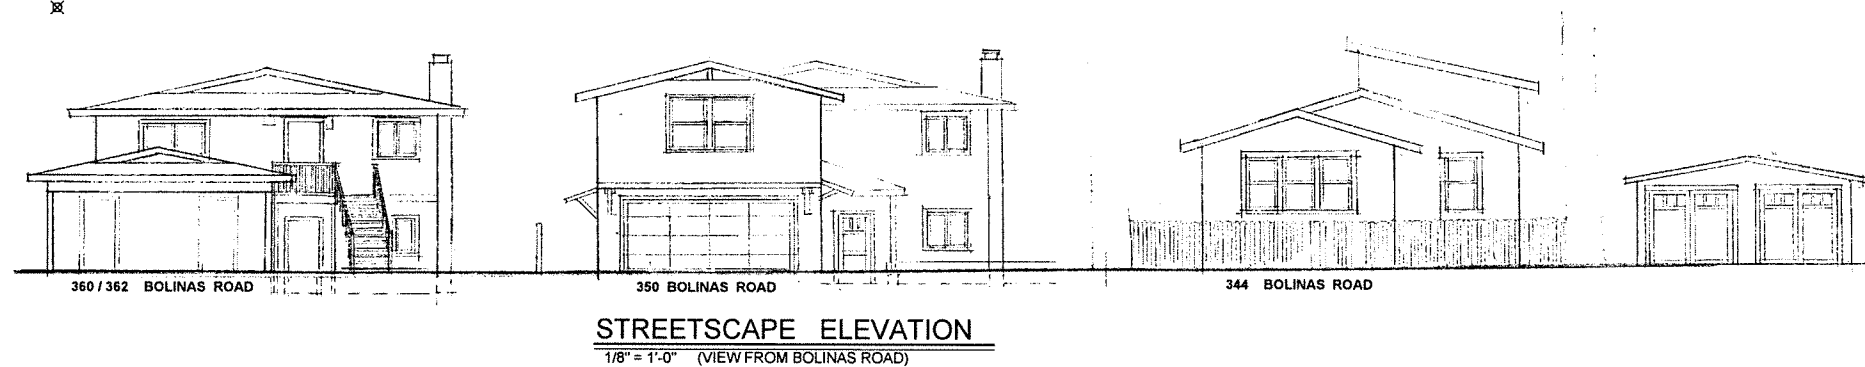 360 / 362 BOLINAS ROAD
350 BOLINAS ROAD
344 BOLINAS ROAD
STREETSCAPE ELEVATION
1/8" = 1'-0" (VIEW FROM BOLINAS ROAD)